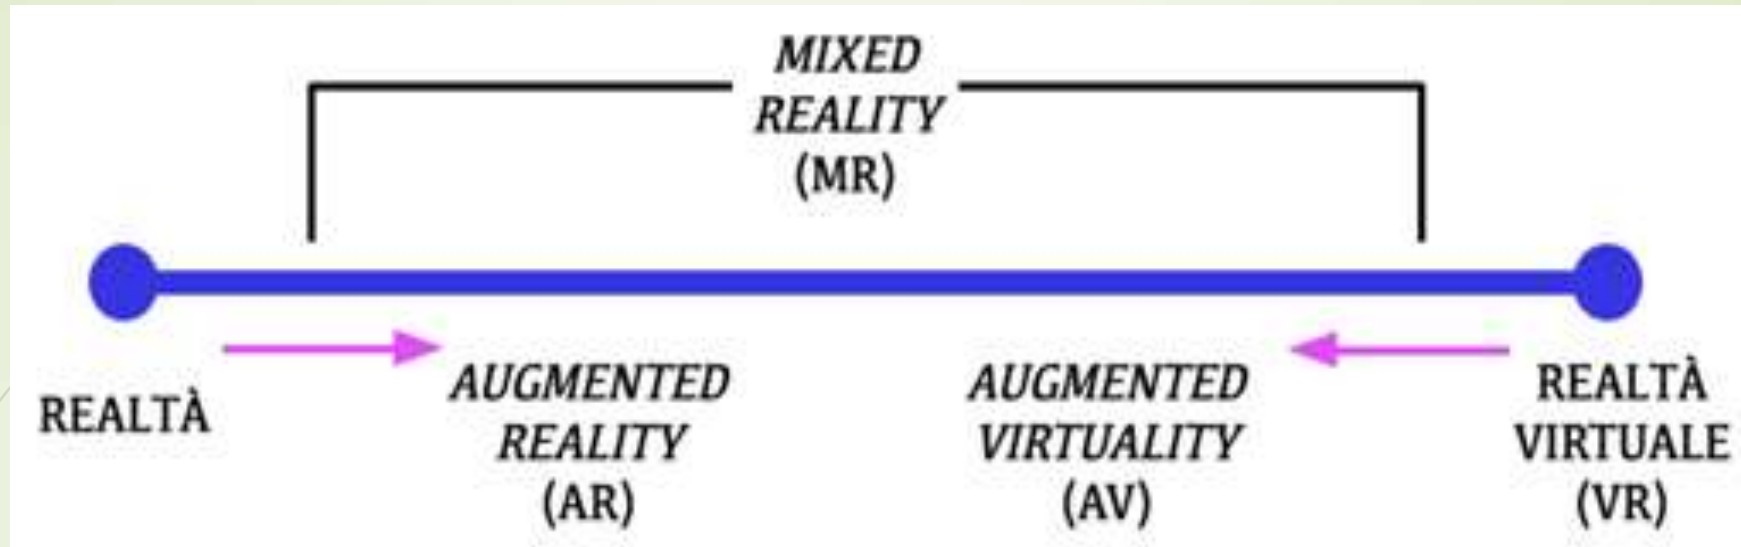 MIXED
REALITY
(MR)
REALTÀ
AUGMENTED
REALITY
(AR)
AUGMENTED
VIRTUALITY
(AV)
REALTÀ
VIRTUALE
(VR)